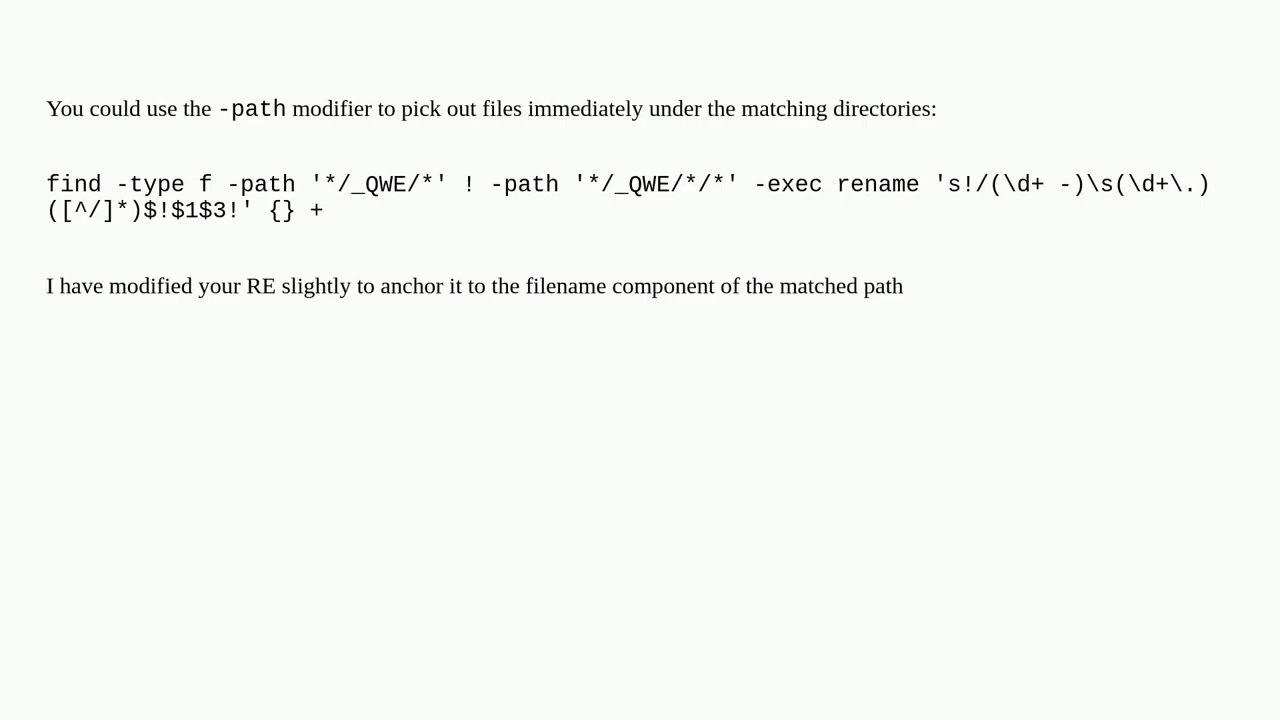 You could use the -path modifier to pick out files immediately under the matching directories:
find -type f -path '*/_QWE/*' ! -path '*/_QWE/*/*' -exec rename 's!/(\d+ -)\s(\d+\.)
([^/]*)$!$1$3!' {} +
I have modified your RE slightly to anchor it to the filename component of the matched path